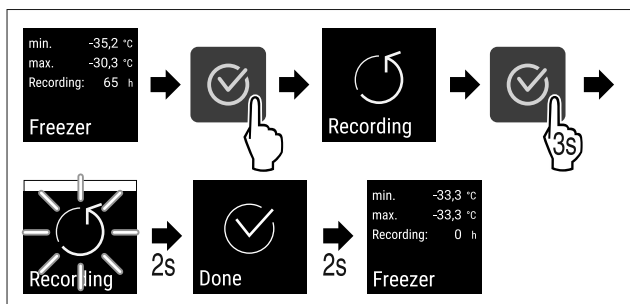 min. -35,2 °C
max. -30,3 °C
Recording: 65 h
Freezer
Recording
3s
Recording
2s
Done
2s
min. -33,3 °C
max. -33,3 °C
Recording: 0 h
Freezer